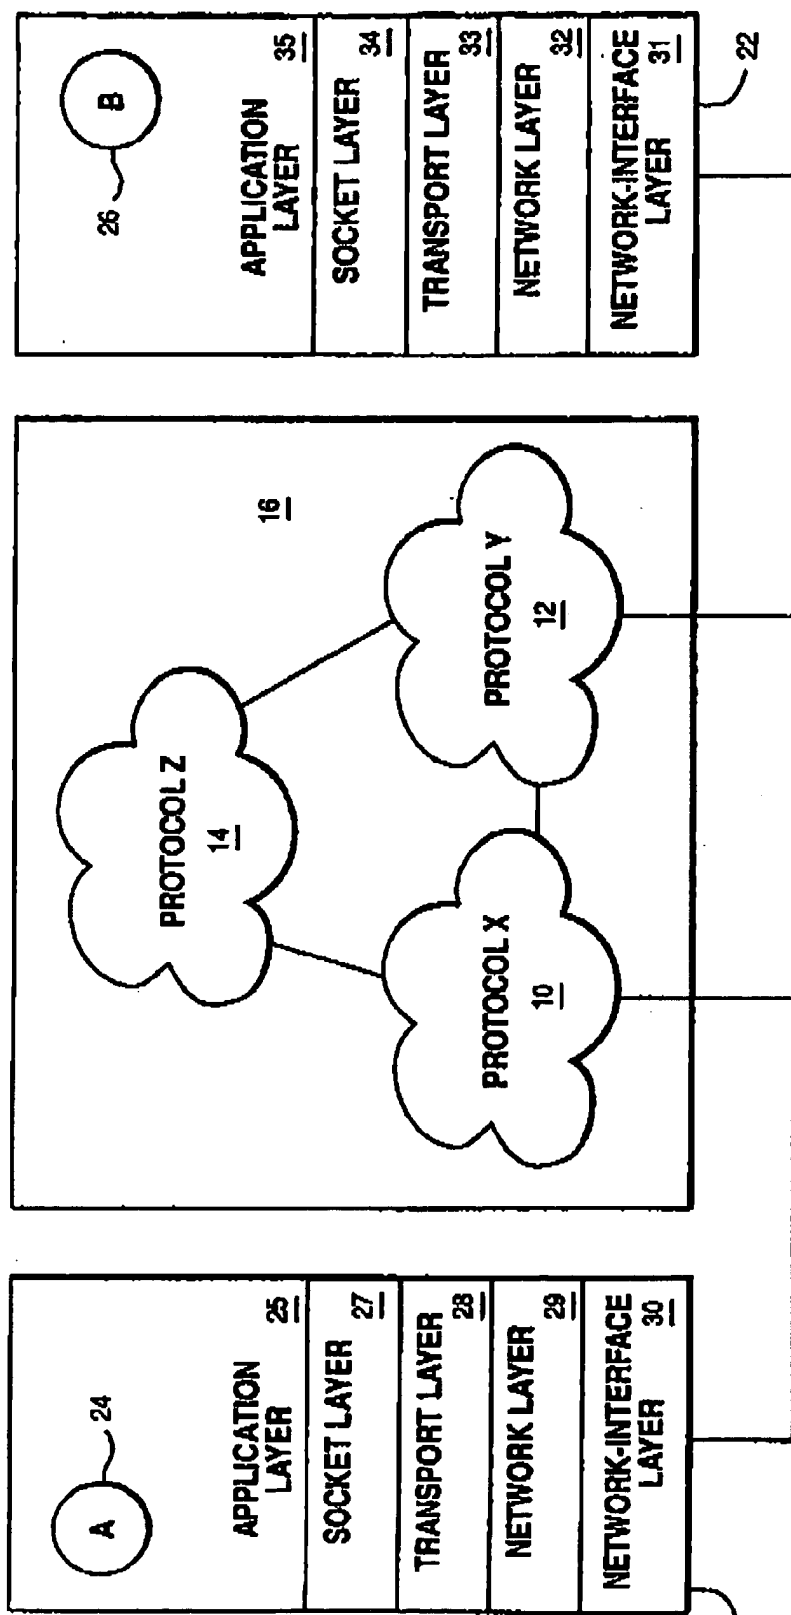 A
24
APPLICATION
LAYER
25
SOCKET LAYER
27
TRANSPORT LAYER
28
NETWORK LAYER
29
NETWORK-INTERFACE
LAYER
30
PROTOCOL Z
14
PROTOCOL X
10
PROTOCOL Y
12
16
B
26
APPLICATION
LAYER
35
SOCKET LAYER
34
TRANSPORT LAYER
33
NETWORK LAYER
32
NETWORK-INTERFACE
LAYER
31
22